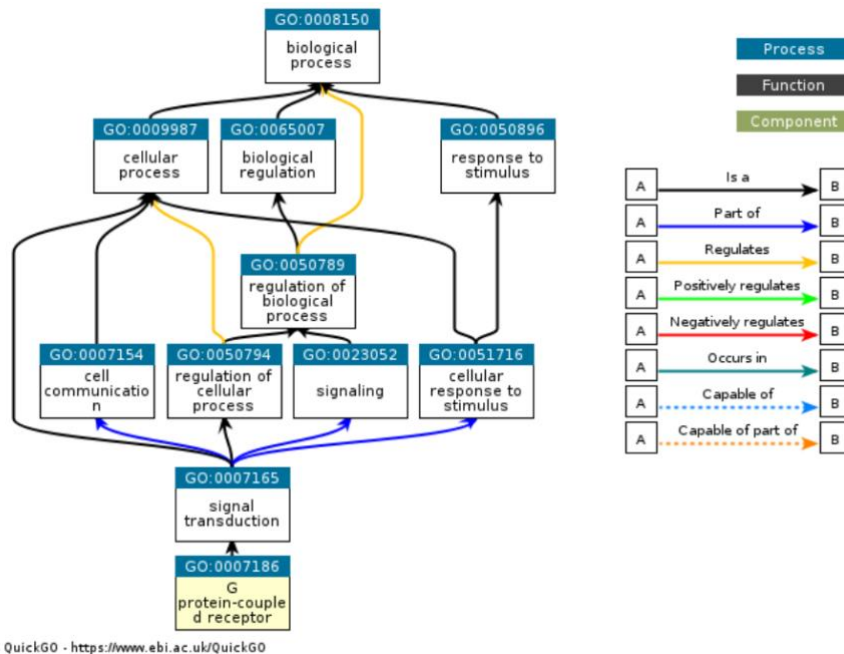 GO:0008150
biological
process
Process
Function
Component
GO:0009987
cellular
process
GO:0065007
biological
regulation
GO:0050896
response to
stimulus
A
Is a
B
A
Part of
B
A
Regulates
B
A
Positively regulates
B
A
Negatively regulates
B
A
Occurs in
B
A
Capable of
B
A
Capable of part of
B
GO:0050789
regulation of
biological
process
GO:0007154
cell
communicatio
n
GO:0050794
regulation of
cellular
process
GO:0023052
signaling
GO:0051716
cellular
response to
stimulus
GO:0007165
signal
transduction
GO:0007186
G
protein-couple
d receptor
QuickGO - https://www.ebi.ac.uk/QuickGO